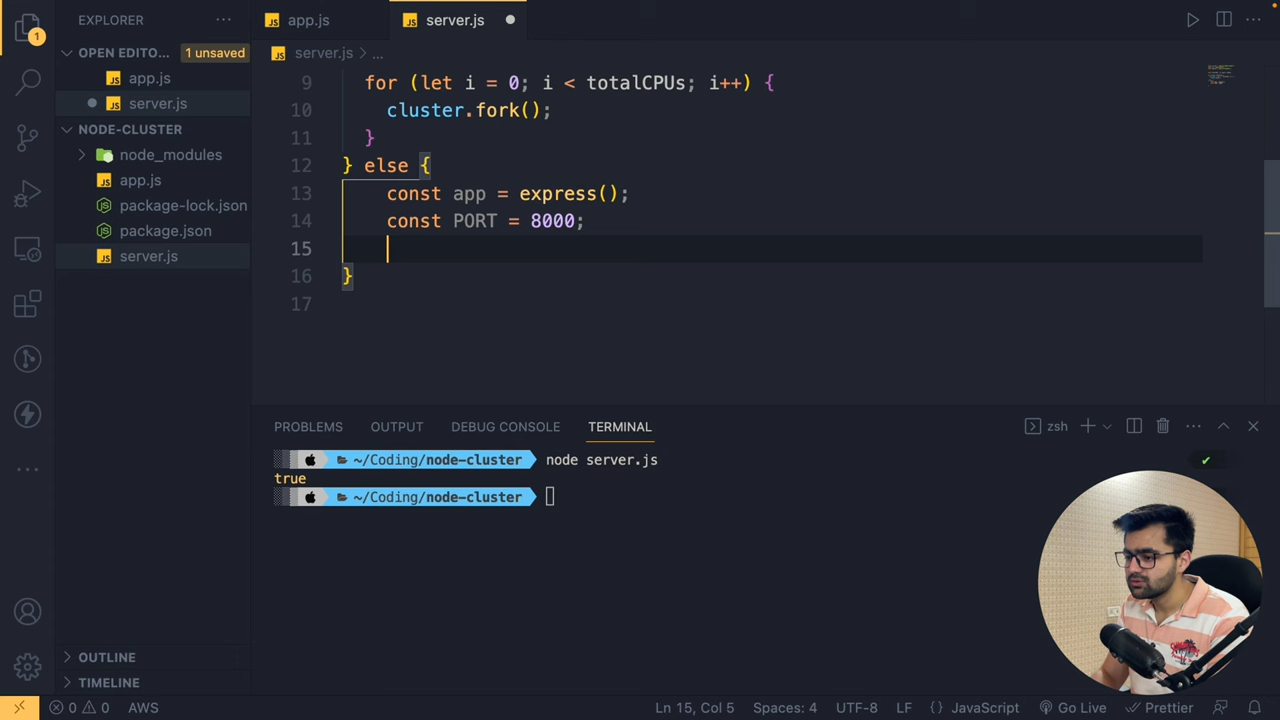 EXPLORER
app.js
server.js
OPEN EDITO...
1 unsaved
app.js
server.js
NODE-CLUSTER
node_modules
app.js
package-lock.json
package.json
server.js
OUTLINE
TIMELINE
1
server.js > ...
9 for (let i = 0; i < totalCPUs; i++) {
10 cluster.fork();
11 }
12 } else {
13 const app = express();
14 const PORT = 8000;
15
16 }
17
PROBLEMS OUTPUT DEBUG CONSOLE TERMINAL
zsh
~/Coding/node-cluster node server.js
true
~/Coding/node-cluster
0 0 AWS
Ln 15, Col 5 Spaces: 4 UTF-8 LF {} JavaScript Go Live Prettier